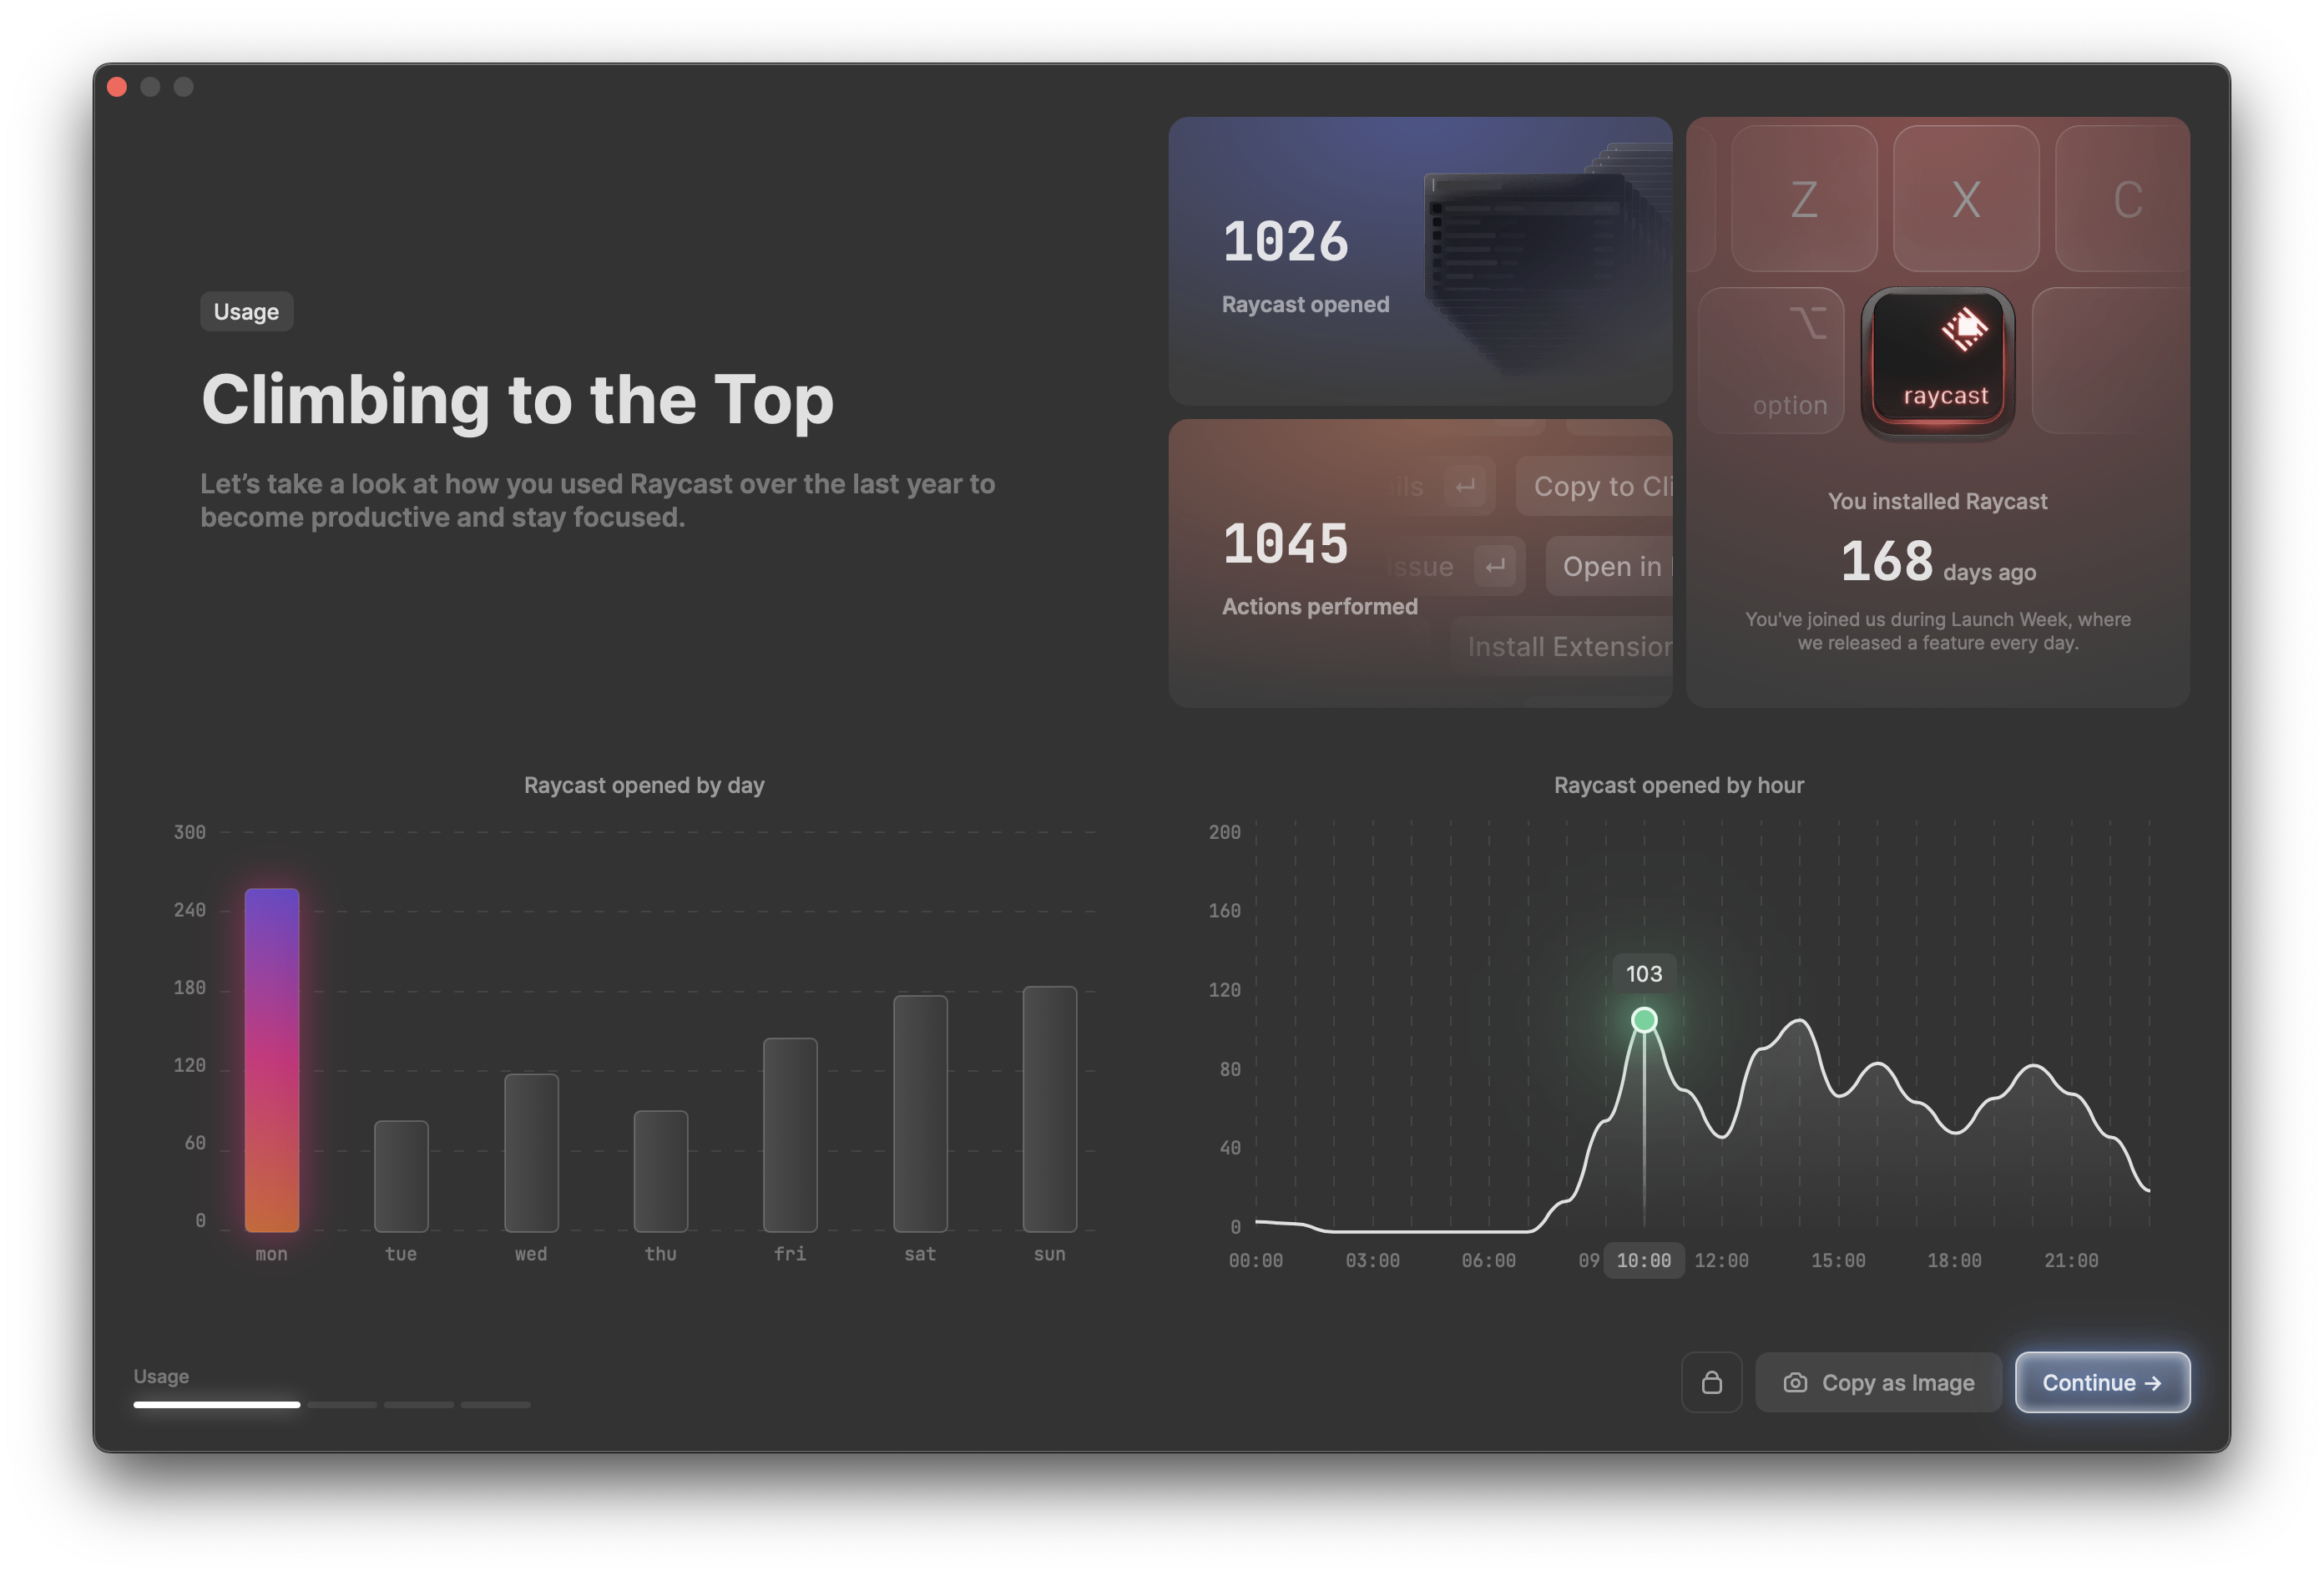 Usage
Climbing to the Top
Let’s take a look at how you used Raycast over the last year to
become productive and stay focused.
1026
Raycast opened
1045
Actions performed
Copy to Cli
Issue
Open in
Install Extension
Z
X
C
option
raycast
You installed Raycast
168 days ago
You've joined us during Launch Week, where
we released a feature every day.
Raycast opened by day
300
240
180
120
60
0
mon tue wed thu fri sat sun
Raycast opened by hour
200
160
120
80
40
0
103
00:00 03:00 06:00 09 10:00 12:00 15:00 18:00 21:00
Usage
Copy as Image
Continue →